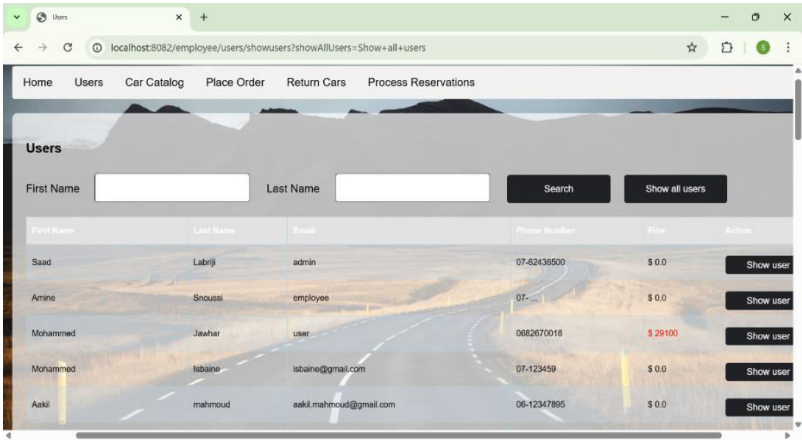 Users
localhost:8082/employee/users/showusers?showAllUsers=Show+all+users
S
Home Users Car Catalog Place Order Return Cars Process Reservations
Users
First Name Last Name Search Show all users
First Name Last Name Email Phone Number Fine Action
Saad Labriji admin 07-62436500 $ 0.0 Show user
Amine Snoussi employee 07- ... $ 0.0 Show user
Mohammed Jawhar user 0682670018 $ 29100 Show user
Mohammed Isbaine isbaine@gmail.com 07-123459 $ 0.0 Show user
Aakil mahmoud aakil.mahmoud@gmail.com 06-12347895 $ 0.0 Show user